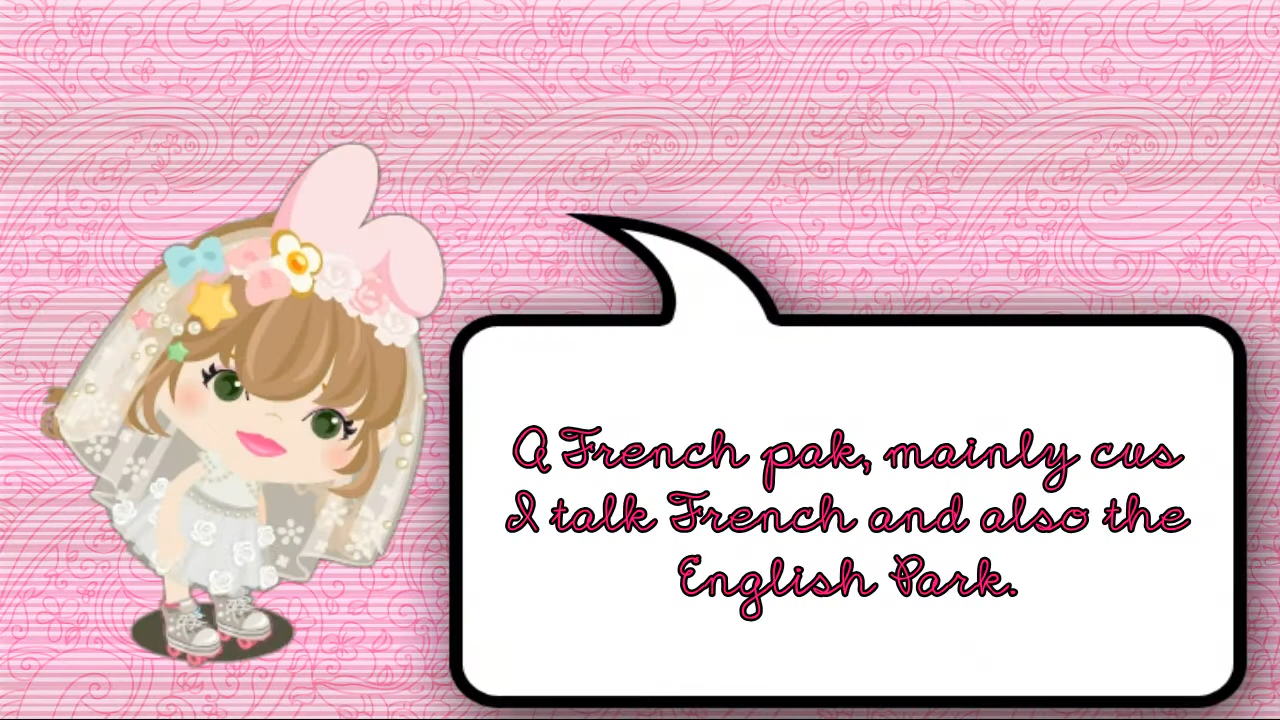 A French pak, mainly cus
I talk French and also the
English Park.